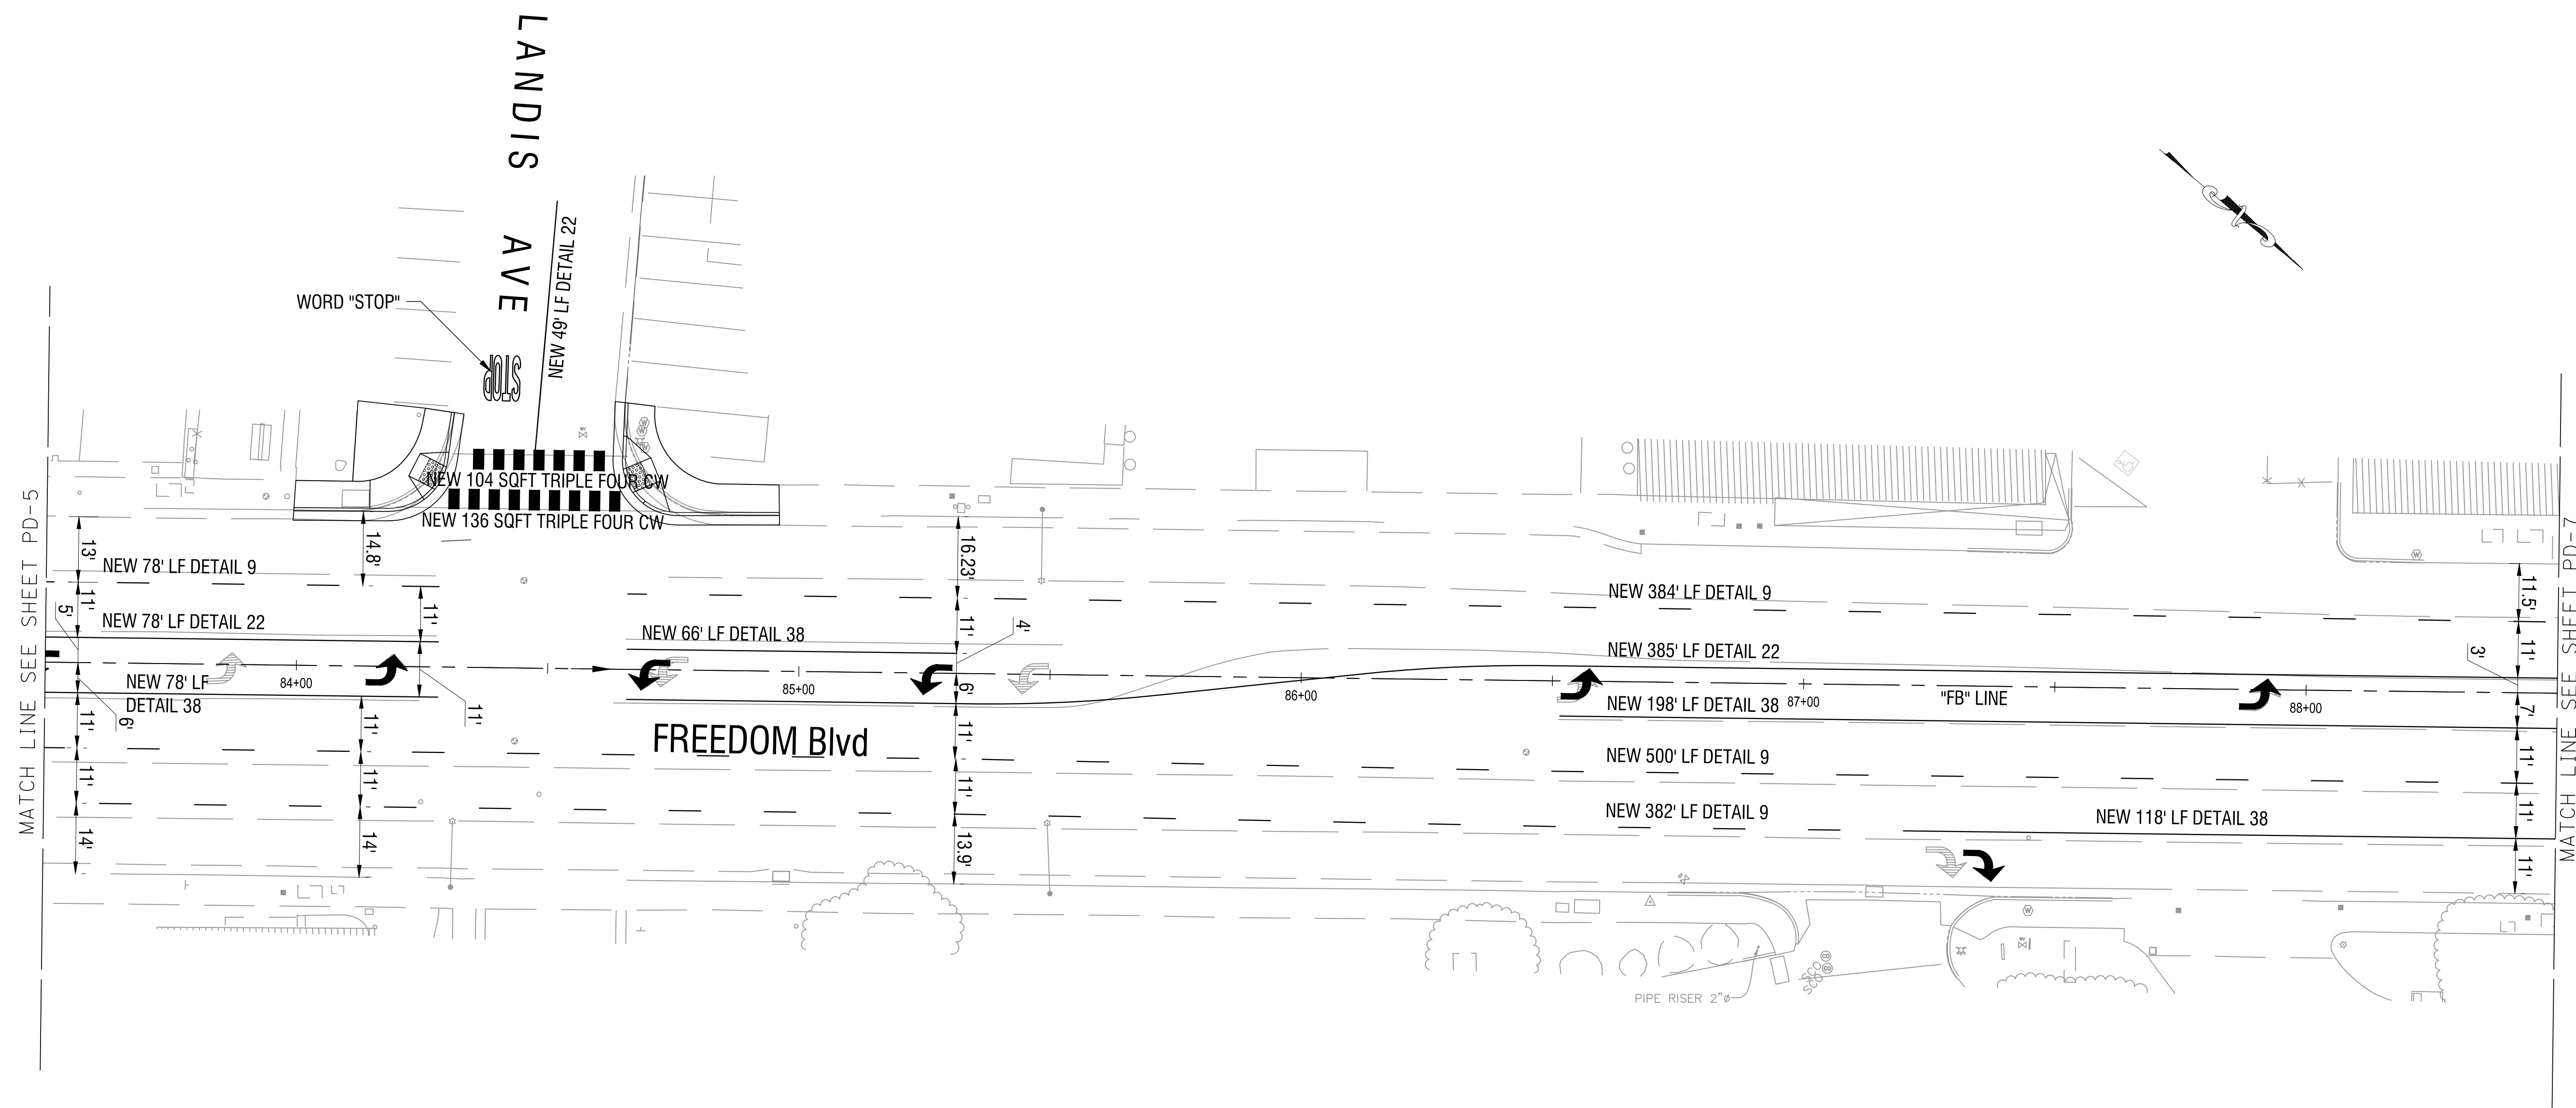 LANDIS AVE
NEW 49' LF DETAIL 22
WORD "STOP"
STOP
NEW 104 SQFT TRIPLE FOUR CW
NEW 136 SQFT TRIPLE FOUR CW
MATCH LINE SEE SHEET PD-5
13'
11'
5'
6'
11'
11'
14'
NEW 78' LF DETAIL 9
NEW 78' LF DETAIL 22
NEW 78' LF
DETAIL 38
84+00
14.8'
11'
11'
11'
11'
14'
NEW 66' LF DETAIL 38
85+00
FREEDOM Blvd
16.23'
11'
4'
6'
11'
11'
13.9'
86+00
NEW 384' LF DETAIL 9
NEW 385' LF DETAIL 22
NEW 198' LF DETAIL 38
87+00
"FB" LINE
88+00
NEW 500' LF DETAIL 9
NEW 382' LF DETAIL 9
NEW 118' LF DETAIL 38
11.5'
11'
3'
7'
11'
11'
11'
PIPE RISER 2"ø
SSCO
CO
CO
W
W
W
W
W
WV
WV
MATCH LINE SEE SHEET PD-7